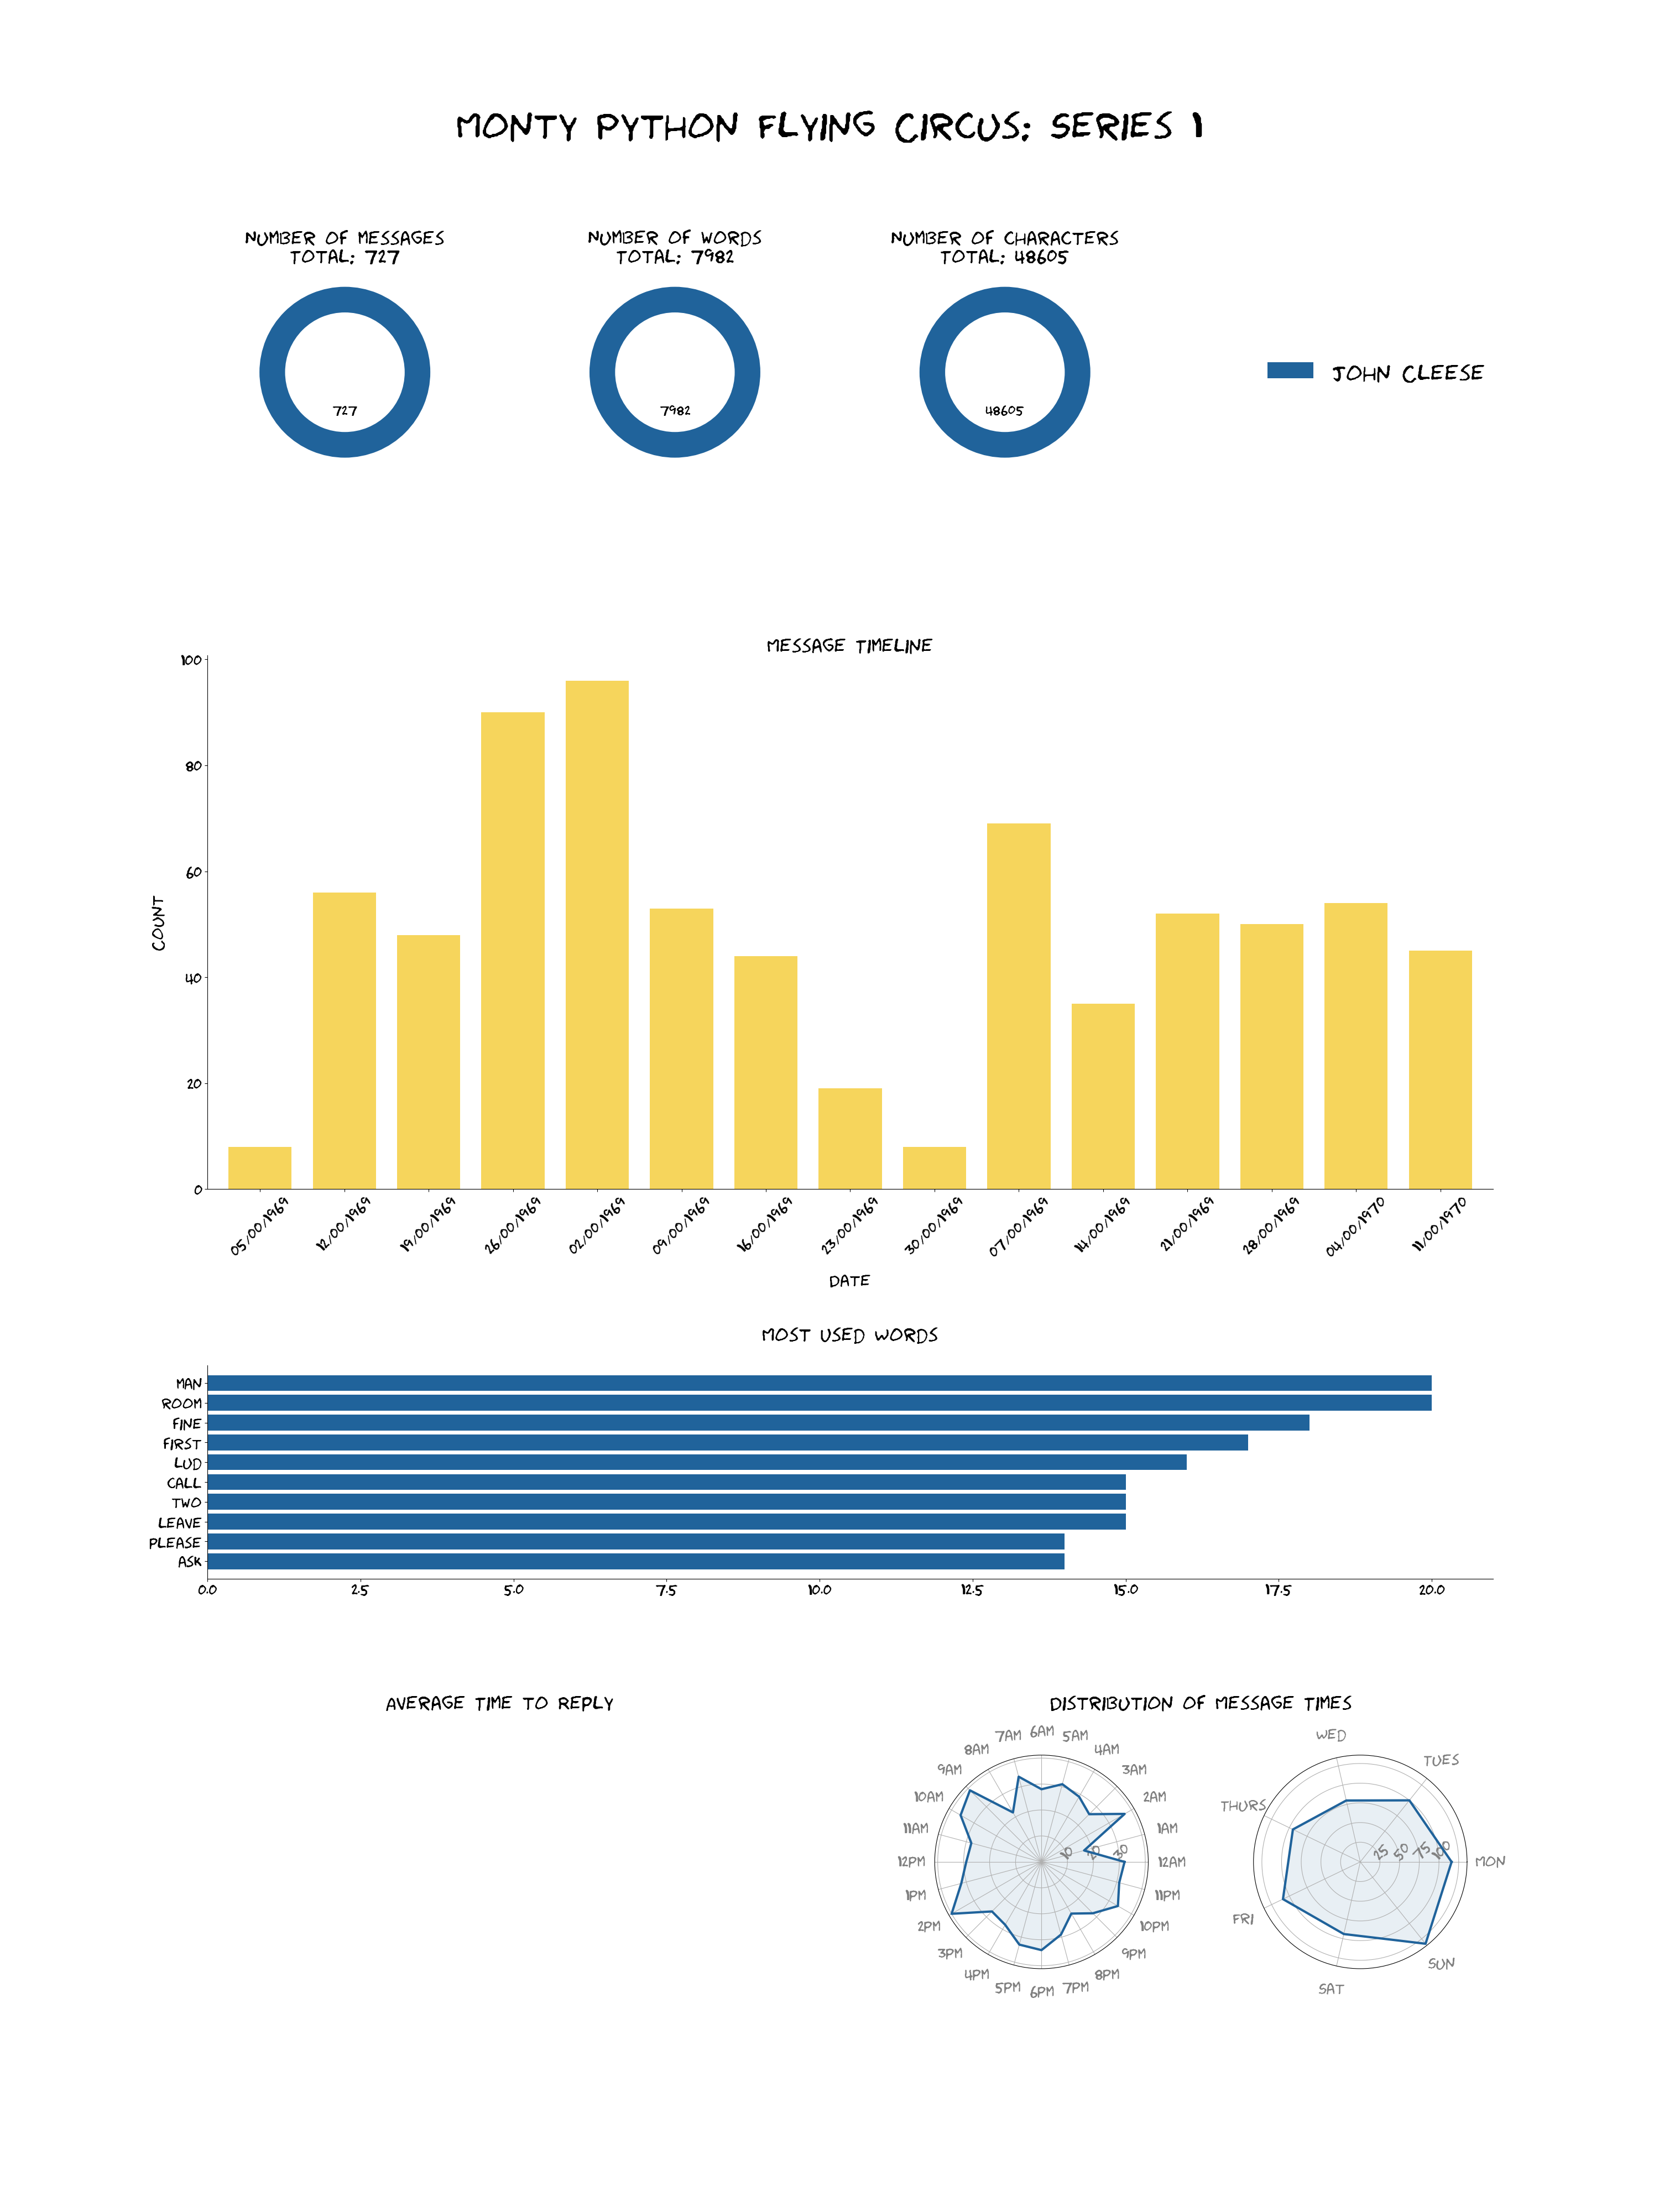 MONTY PYTHON FLYING CIRCUS: SERIES 1
NUMBER OF MESSAGES
TOTAL: 727
NUMBER OF WORDS
TOTAL: 7982
NUMBER OF CHARACTERS
TOTAL: 48605
727
7982
48605
JOHN CLEESE
MESSAGE TIMELINE
100
80
60
40
20
0
COUNT
05/00/1969
12/00/1969
19/00/1969
26/00/1969
02/00/1969
09/00/1969
16/00/1969
23/00/1969
30/00/1969
07/00/1969
14/00/1969
21/00/1969
28/00/1969
04/00/1970
11/00/1970
DATE
MOST USED WORDS
MAN
ROOM
FINE
FIRST
LUD
CALL
TWO
LEAVE
PLEASE
ASK
0.0
2.5
5.0
7.5
10.0
12.5
15.0
17.5
20.0
AVERAGE TIME TO REPLY
DISTRIBUTION OF MESSAGE TIMES
12AM
1AM
2AM
3AM
4AM
5AM
6AM
7AM
8AM
9AM
10AM
11AM
12PM
1PM
2PM
3PM
4PM
5PM
6PM
7PM
8PM
9PM
10PM
11PM
10
20
30
MON
TUES
WED
THURS
FRI
SAT
SUN
25
50
75
100